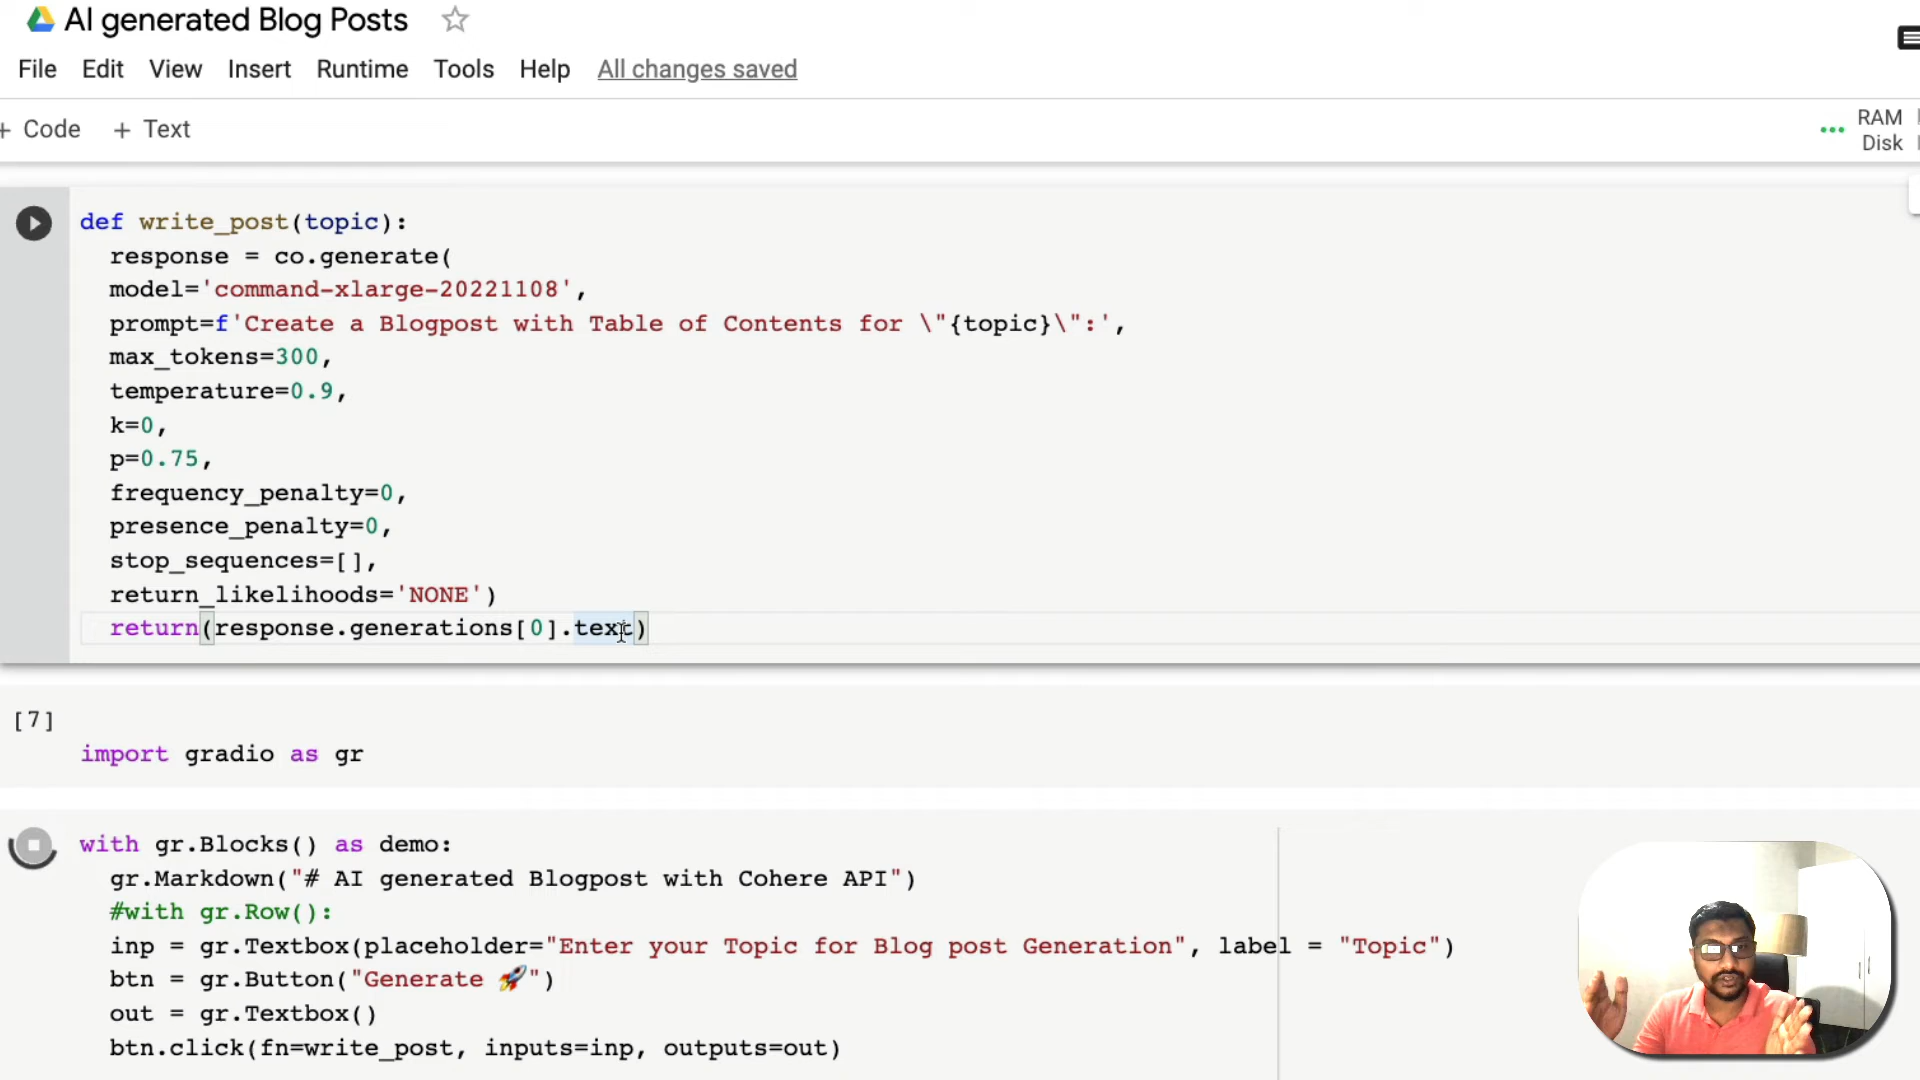 AI generated Blog Posts
File Edit View Insert Runtime Tools Help All changes saved
+ Code + Text
RAM
Disk
def write_post(topic):
response = co.generate(
model='command-xlarge-20221108',
prompt=f'Create a Blogpost with Table of Contents for \"{topic}\":',
max_tokens=300,
temperature=0.9,
k=0,
p=0.75,
frequency_penalty=0,
presence_penalty=0,
stop_sequences=[],
return_likelihoods='NONE')
return(response.generations[0].text)
[7]
import gradio as gr
with gr.Blocks() as demo:
gr.Markdown("# AI generated Blogpost with Cohere API")
#with gr.Row():
inp = gr.Textbox(placeholder="Enter your Topic for Blog post Generation", label = "Topic")
btn = gr.Button("Generate 🚀")
out = gr.Textbox()
btn.click(fn=write_post, inputs=inp, outputs=out)